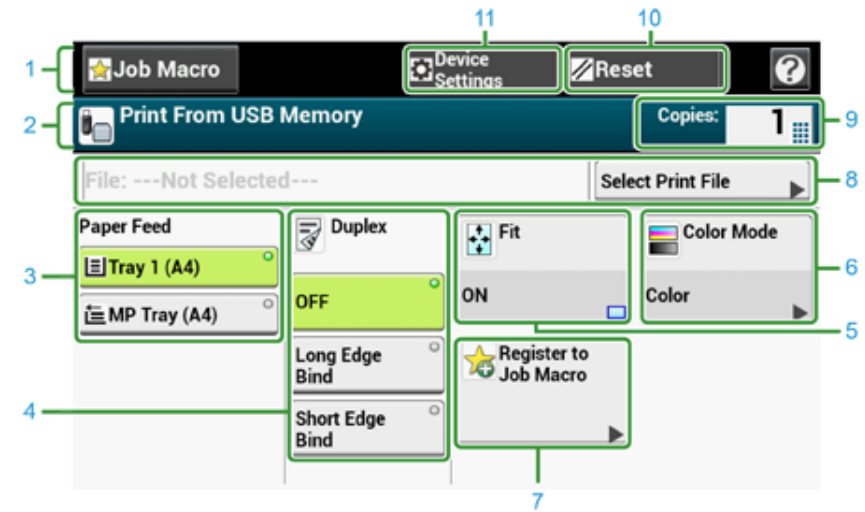 11
10
1
Job Macro
Device
Settings
Reset
?
2
Print From USB Memory
Copies:
1
9
File: ---Not Selected---
Select Print File
8
Paper Feed
Duplex
Fit
Color Mode
3
Tray 1 (A4)
6
OFF
ON
Color
MP Tray (A4)
5
Long Edge
Bind
Register to
Job Macro
4
Short Edge
Bind
7